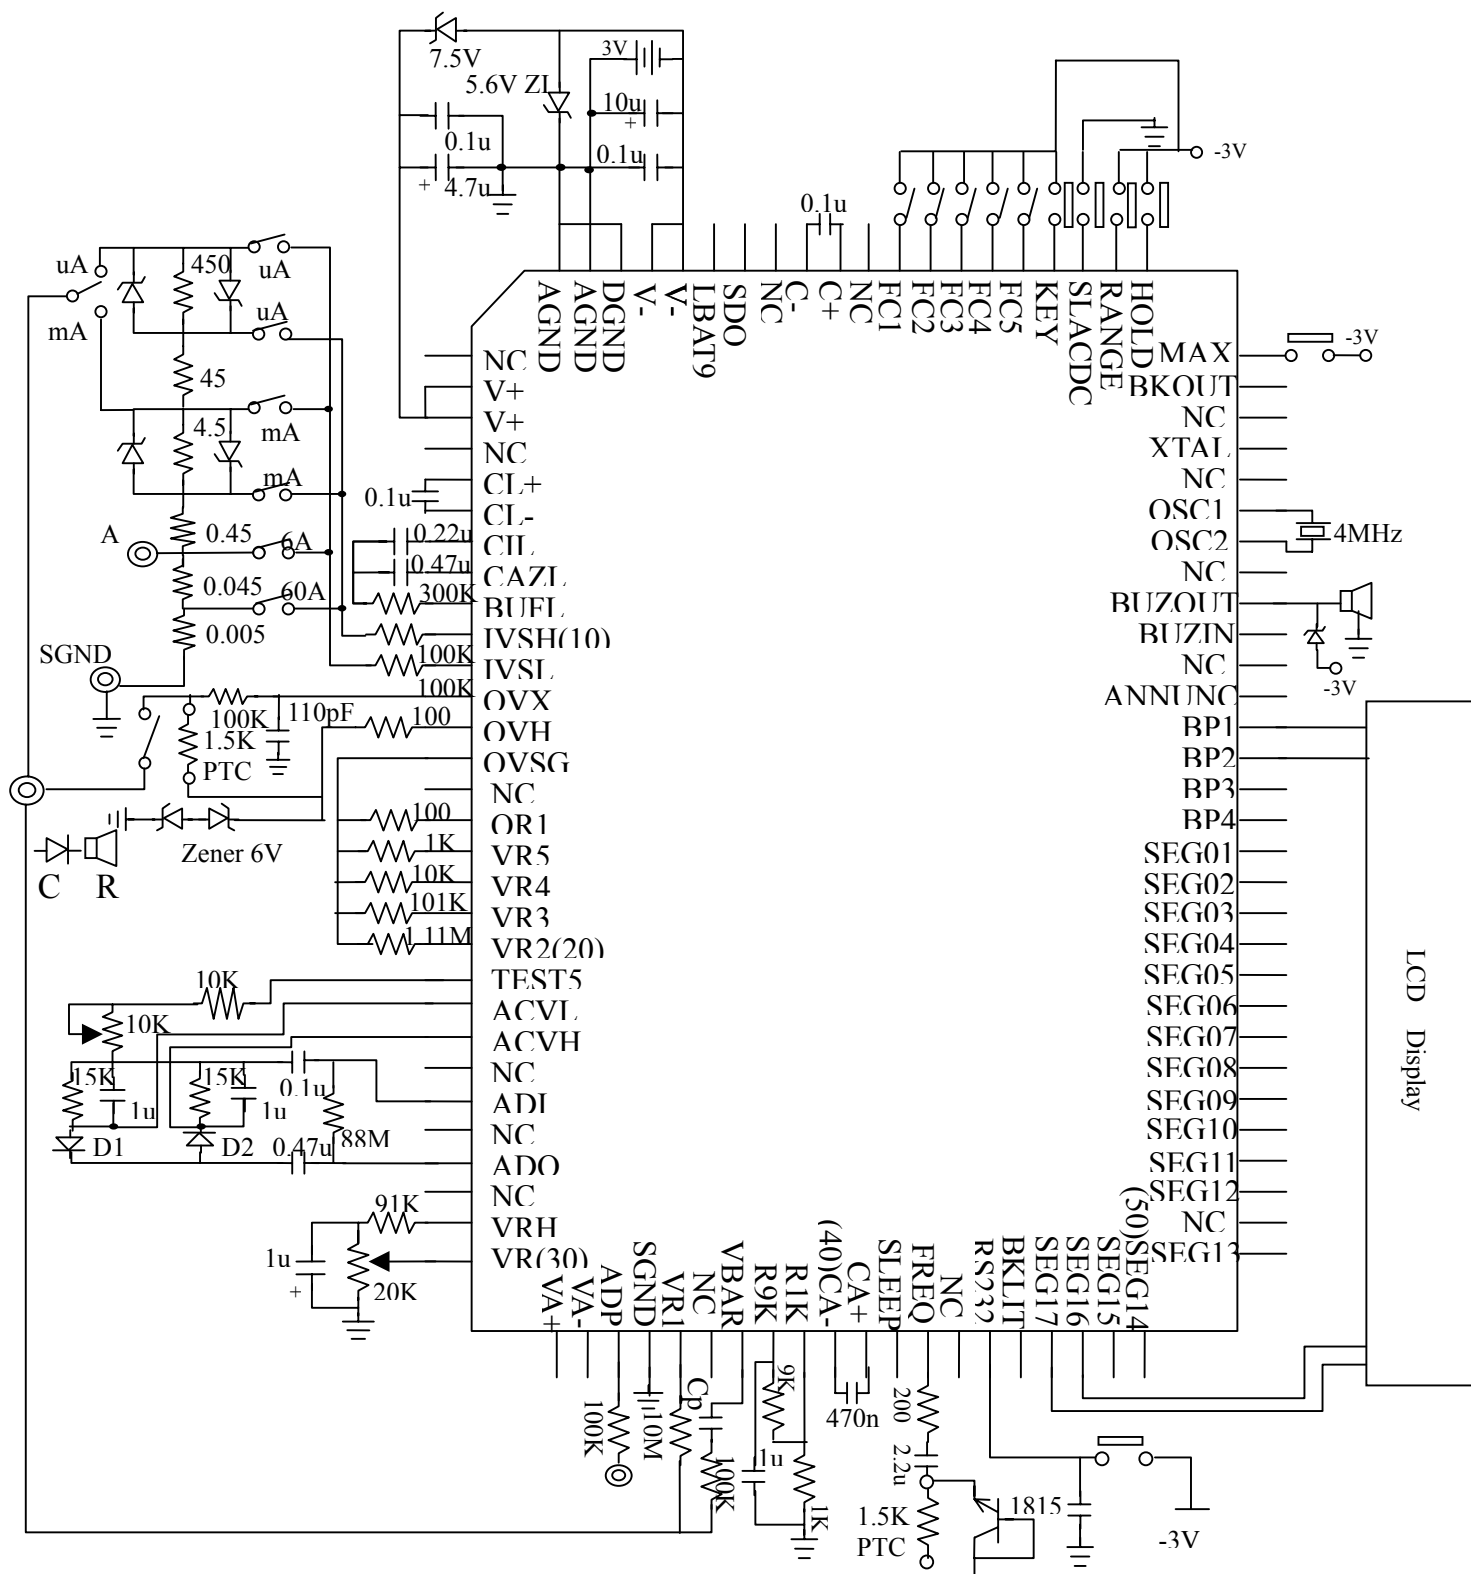 7.5V
3V
5.6V ZI
10u
+
0.1u
0.1u
+
4.7u
-3V
0.1u
uA
450
uA
uA
mA
45
4.5
mA
mA
A
0.45
6A
0.045
60A
0.005
SGND
0.1u
0.22u
0.47u
300K
100K
100K
100K
110pF
100
1.5K
PTC
Zener 6V
C R
100
1K
10K
101K
1.11M
10K
10K
15K
15K
0.1u
1u
1u
88M
D1
D2
0.47u
91K
1u
+
20K
AGND
AGND
DGND
V-
V-
LBAT9
SDO
NC
C-
C+
NC
FC1
FC2
FC3
FC4
FC5
KEY
SLACDC
RANGE
HOLD
NC
V+
V+
NC
CL+
CL-
CIL
CAZL
BUFL
IVSH(10)
IVSL
OVX
OVH
OVSG
NC
OR1
VR5
VR4
VR3
VR2(20)
TEST5
ACVL
ACVH
NC
ADI
NC
ADO
NC
VRH
VR(30)
MAX
-3V
BKOUT
NC
XTAL
NC
OSC1
OSC2
4MHz
NC
BUZOUT
BUZIN
NC
-3V
ANNUNC
BP1
BP2
BP3
BP4
SEG01
SEG02
SEG03
SEG04
SEG05
SEG06
SEG07
SEG08
SEG09
SEG10
SEG11
SEG12
NC
SEG13
LCD Display
VA+
VA-
ADP
SGND
VR1
NC
VBAR
R9K
R1K
(40)CA-
CA+
SLEEP
FREQ
NC
RS232
BKLIT
SEG17
SEG16
SEG15
(50)SEG14
100K
10M
Cp
100K
9K
1u
1K
470n
200
2.2u
1.5K
PTC
1815
-3V